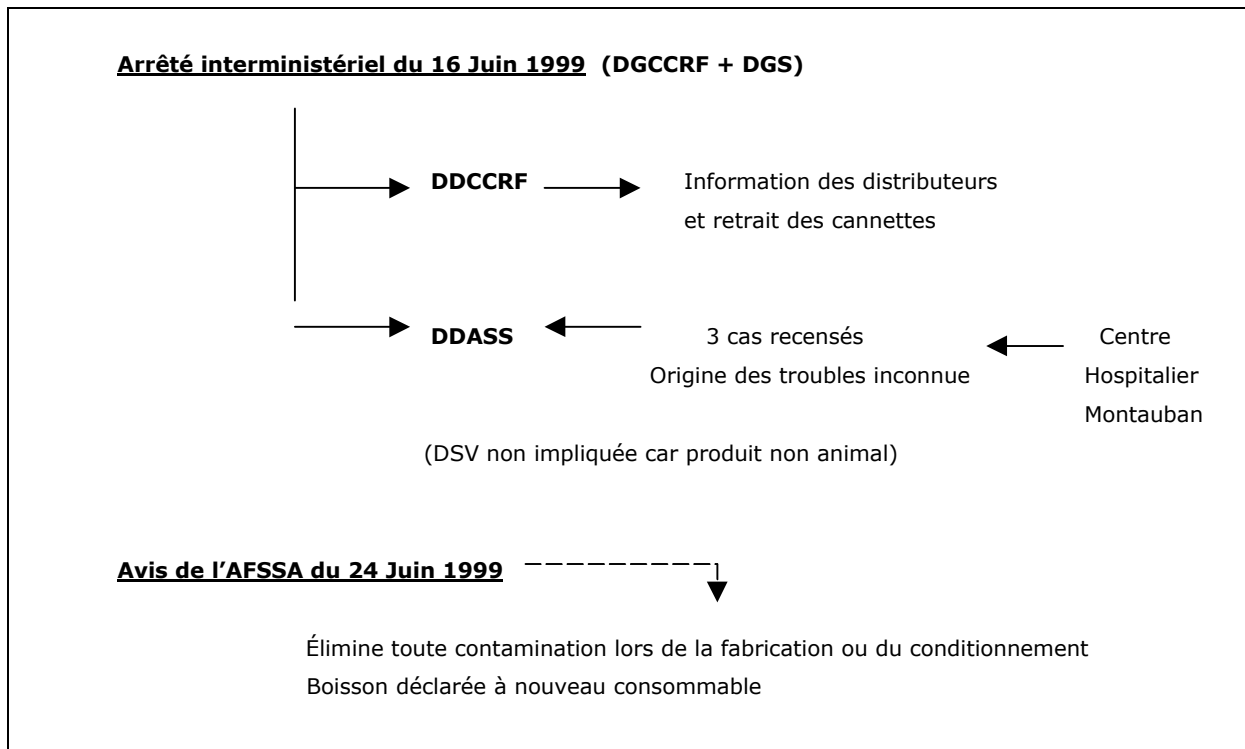 Arrêté interministériel du 16 Juin 1999 (DGCCRF + DGS)
DDCCRF
Information des distributeurs
et retrait des cannettes
DDASS
3 cas recensés
Origine des troubles inconnue
Centre
Hospitalier
Montauban
(DSV non impliquée car produit non animal)
Avis de l’AFSSA du 24 Juin 1999
Élimine toute contamination lors de la fabrication ou du conditionnement
Boisson déclarée à nouveau consommable